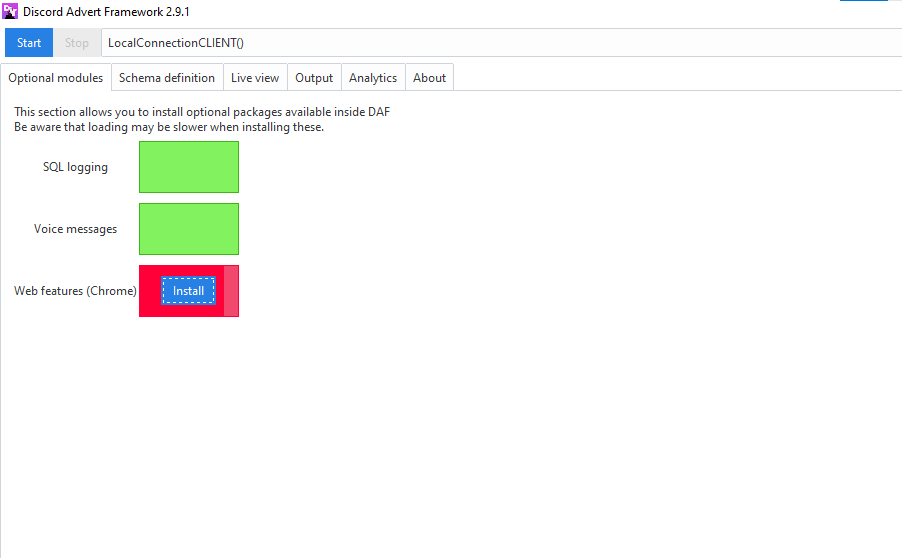 Discord Advert Framework 2.9.1
Start Stop LocalConnectionCLIENT()
Optional modules Schema definition Live view Output Analytics About
This section allows you to install optional packages available inside DAF
Be aware that loading may be slower when installing these.
SQL logging
Voice messages
Web features (Chrome) Install